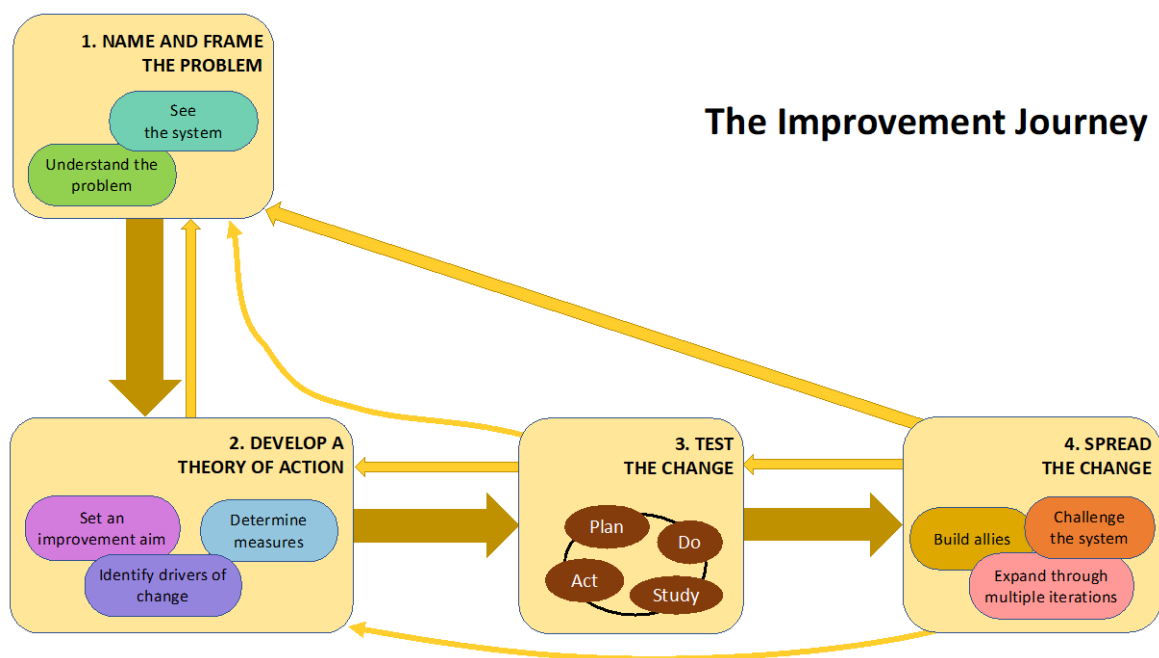 1. NAME AND FRAME
THE PROBLEM
See
the system
Understand the
problem
The Improvement Journey
2. DEVELOP A
THEORY OF ACTION
Set an
improvement aim
Determine
measures
Identify drivers of
change
3. TEST
THE CHANGE
Plan
Do
Act
Study
4. SPREAD
THE CHANGE
Build allies
Challenge
the system
Expand through
multiple iterations